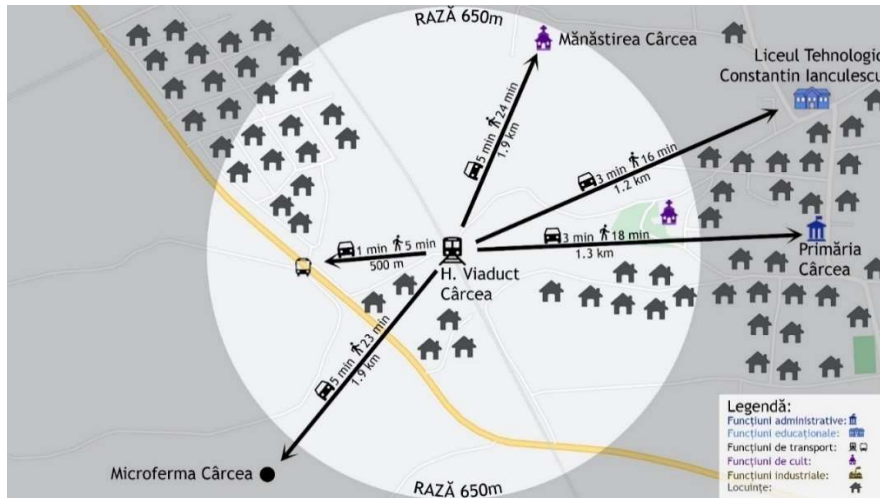 RAZĂ 650m
Mănăstirea Cârcea
Liceul Tehnologic
Constantin Ianculescu
5 min 24 min
1.9 km
3 min 16 min
1.2 km
3 min 18 min
1.3 km
1 min 5 min
500 m
H. Viaduct
Cârcea
Primăria
Cârcea
5 min 23 min
1.9 km
Microferma Cârcea
RAZĂ 650m
Legendă:
Funcțiuni administrative:
Funcțiuni educaționale:
Funcțiuni de transport:
Funcțiuni de cult:
Funcțiuni industriale:
Locuințe: